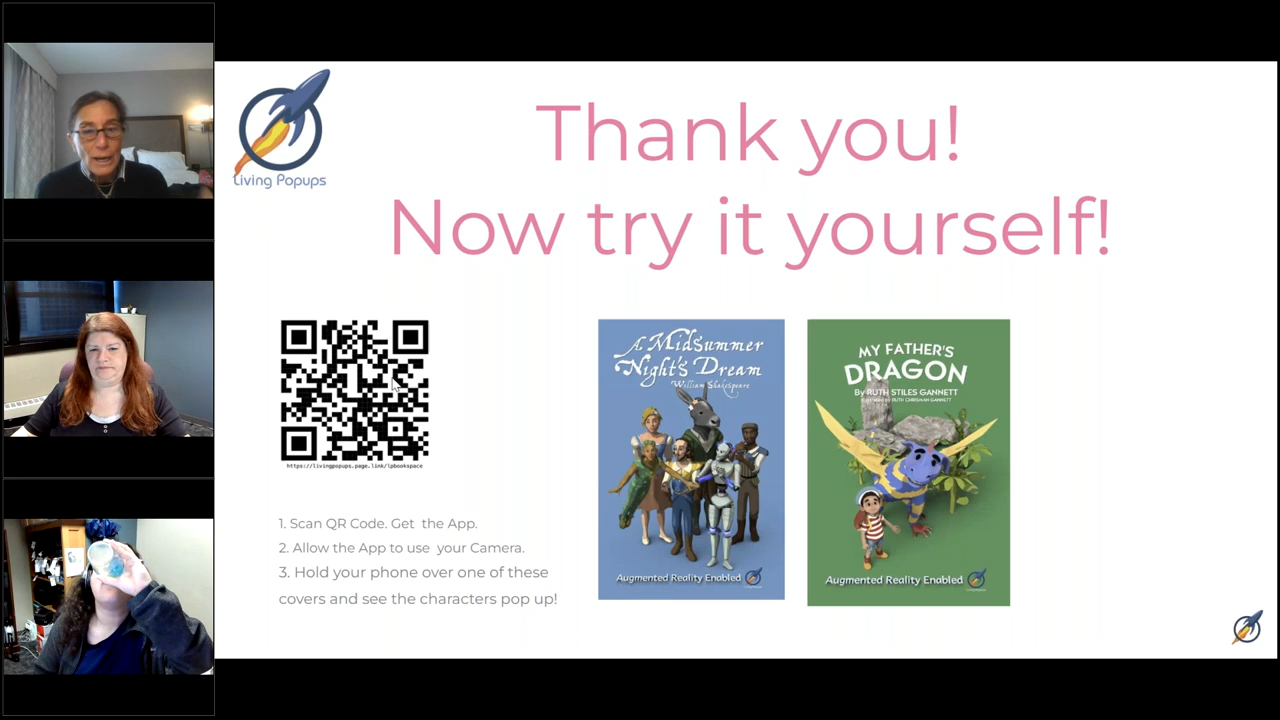 Living Popups
Thank you!
Now try it yourself!
https://livingpopups.page.link/lpbookspace
1. Scan QR Code. Get the App.
2. Allow the App to use your Camera.
3. Hold your phone over one of these
covers and see the characters pop up!
A Midsummer
Night's Dream
William Shakespeare
Augmented Reality Enabled
MY FATHER'S
DRAGON
By RUTH STILES GANNETT
RUTH CHRISMAN GANNETT
Augmented Reality Enabled